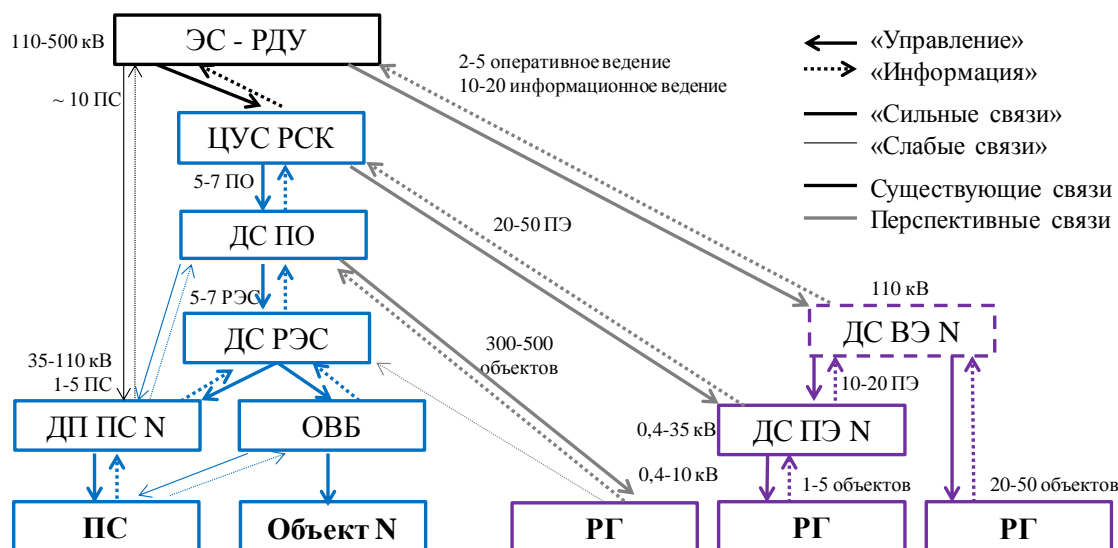 110-500 кВ
ЭС - РДУ
2-5 оперативное ведение
10-20 информационное ведение
«Управление»
«Информация»
~ 10 ПС
ЦУС РСК
«Сильные связи»
«Слабые связи»
5-7 ПО
Существующие связи
Перспективные связи
ДС ПО
20-50 ПЭ
5-7 РЭС
110 кВ
ДС РЭС
ДС ВЭ N
300-500
объектов
35-110 кВ
1-5 ПС
10-20 ПЭ
ДП ПС N
ОВБ
0,4-35 кВ
ДС ПЭ N
0,4-10 кВ
1-5 объектов
20-50 объектов
ПС
Объект N
РГ
РГ
РГ